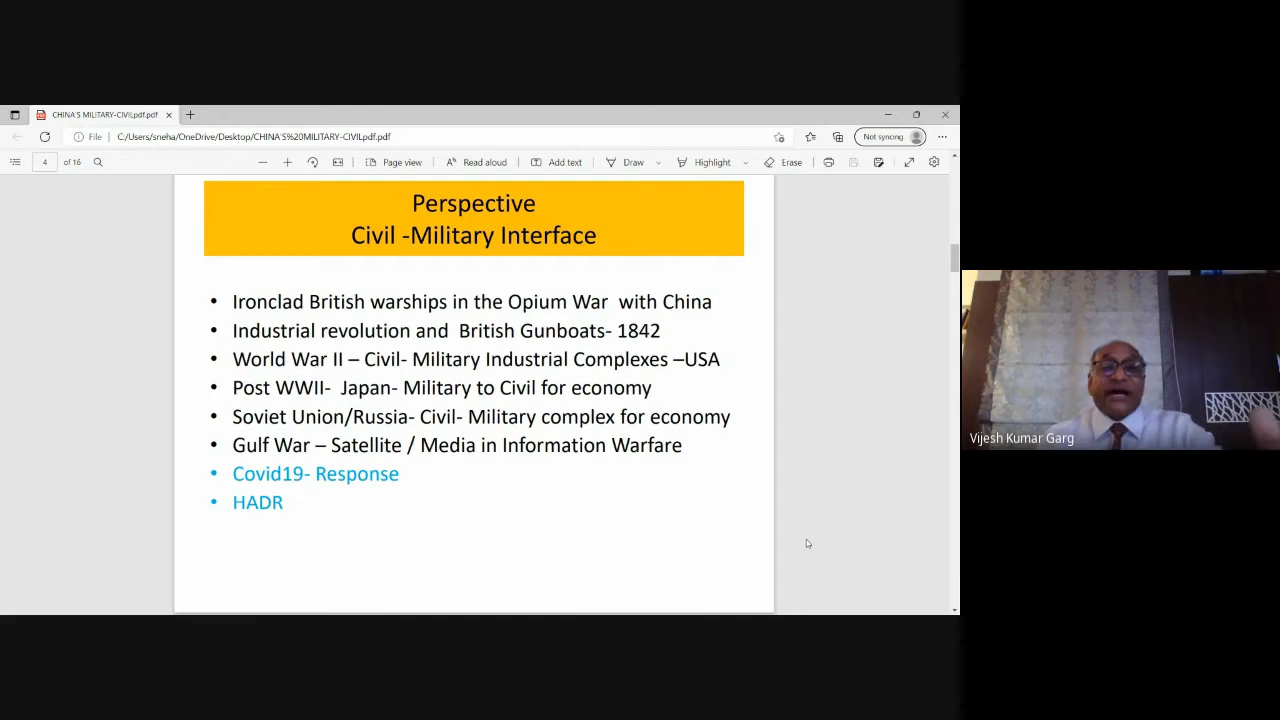 CHINA'S MILITARY-CIVILpdf.pdf
File C:/Users/sneha/OneDrive/Desktop/CHINA'S%20MILITARY-CIVILpdf.pdf Not syncing
4 of 16 Page view Read aloud Add text Draw Highlight Erase
Perspective
Civil -Military Interface
• Ironclad British warships in the Opium War with China
• Industrial revolution and British Gunboats- 1842
• World War II – Civil- Military Industrial Complexes –USA
• Post WWII- Japan- Military to Civil for economy
• Soviet Union/Russia- Civil- Military complex for economy
• Gulf War – Satellite / Media in Information Warfare
• Covid19- Response
• HADR
Vijesh Kumar Garg